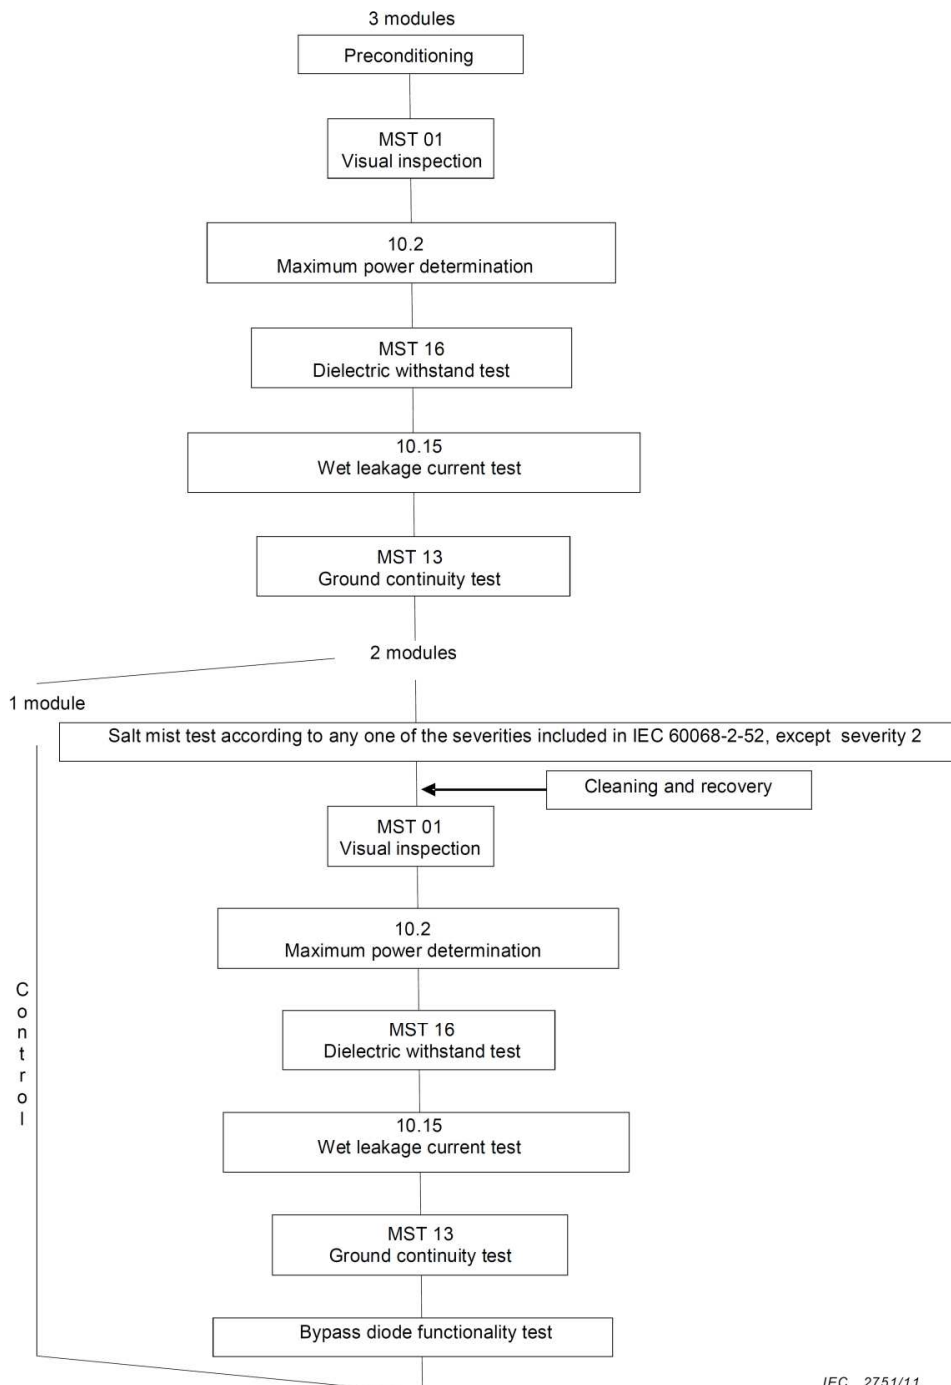 3 modules
Preconditioning
MST 01
Visual inspection
10.2
Maximum power determination
MST 16
Dielectric withstand test
10.15
Wet leakage current test
MST 13
Ground continuity test
2 modules
1 module
Salt mist test according to any one of the severities included in IEC 60068-2-52, except severity 2
Cleaning and recovery
MST 01
Visual inspection
10.2
Maximum power determination
MST 16
Dielectric withstand test
Control
10.15
Wet leakage current test
MST 13
Ground continuity test
Bypass diode functionality test
IEC 2751/11